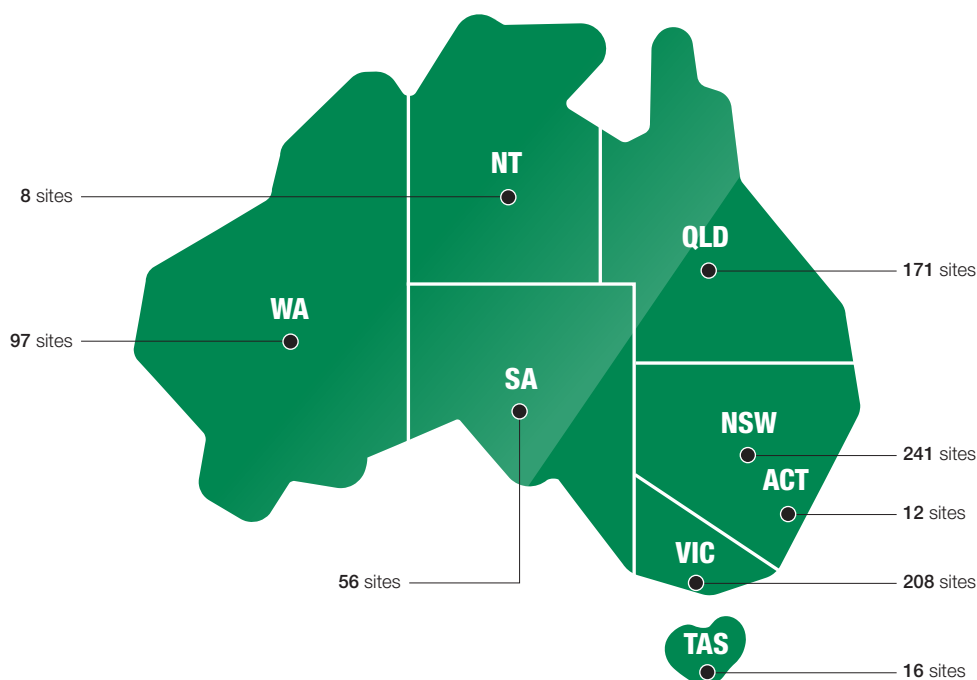 NT
8 sites
QLD
171 sites
WA
97 sites
SA
NSW
241 sites
ACT
12 sites
VIC
56 sites
208 sites
TAS
16 sites